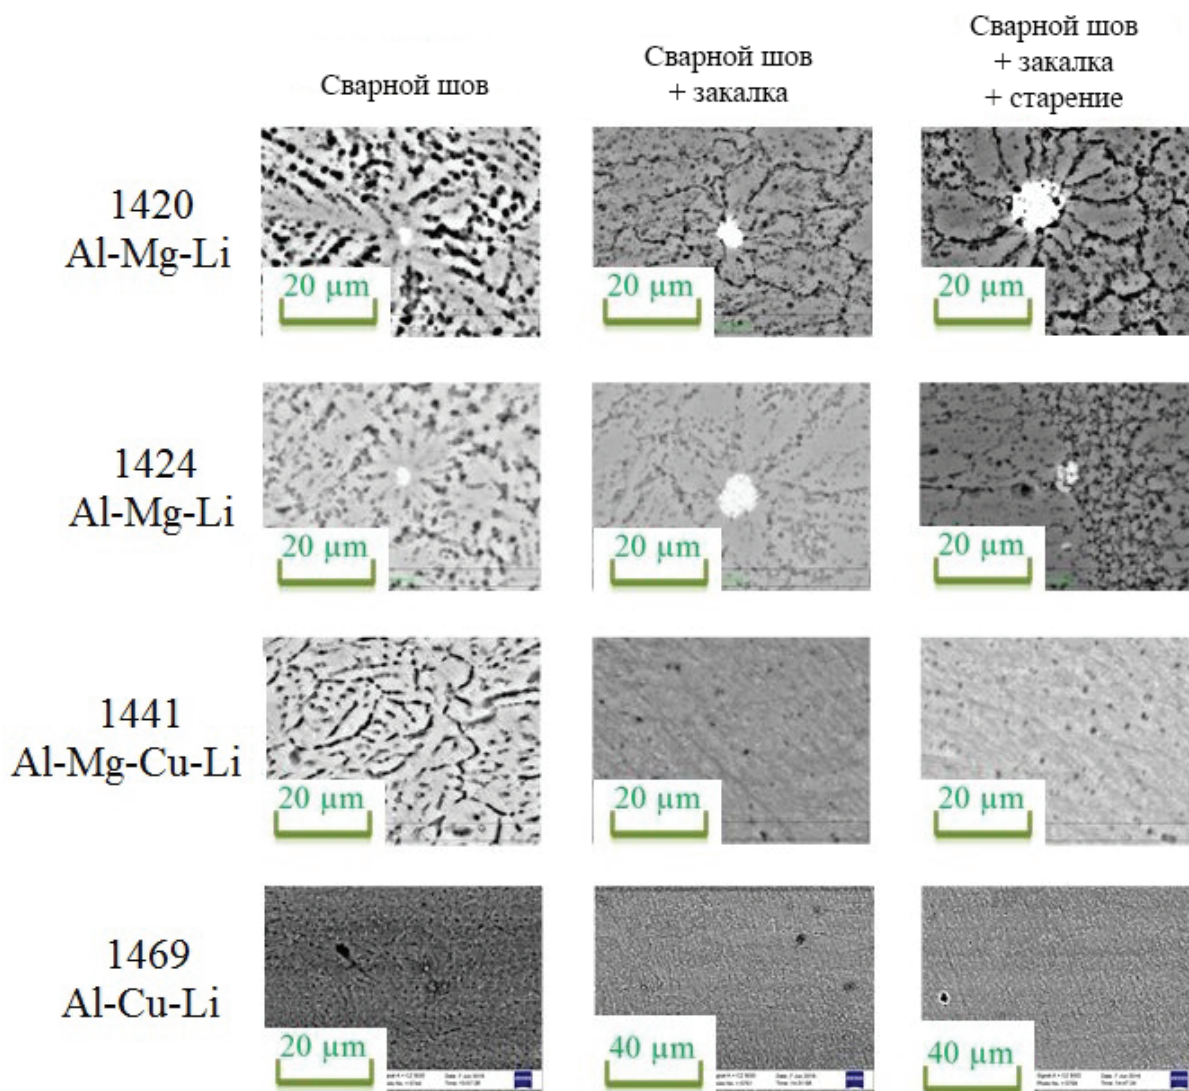 Сварной шов
Сварной шов
+ закалка
Сварной шов
+ закалка
+ старение
1420
Al-Mg-Li
20 µm
20 µm
20 µm
1424
Al-Mg-Li
20 µm
20 µm
20 µm
1441
Al-Mg-Cu-Li
20 µm
20 µm
20 µm
1469
Al-Cu-Li
20 µm
40 µm
40 µm